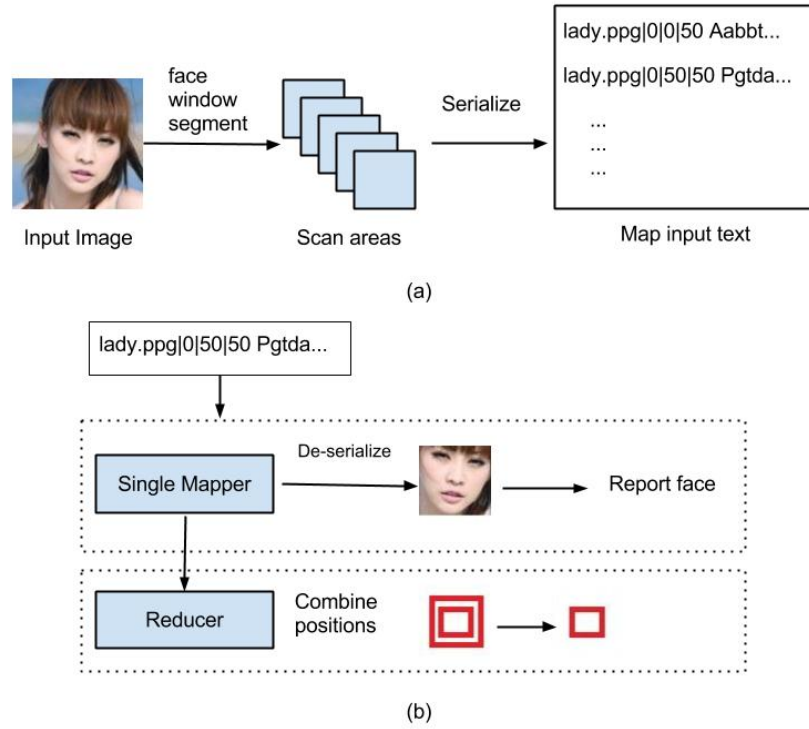 face
window
segment
Serialize
lady.ppg|0|0|50 Aabbt...
lady.ppg|0|50|50 Pgtda...
...
...
...
Input Image
Scan areas
Map input text
(a)
lady.ppg|0|50|50 Pgtda...
Single Mapper
De-serialize
Report face
Reducer
Combine
positions
(b)